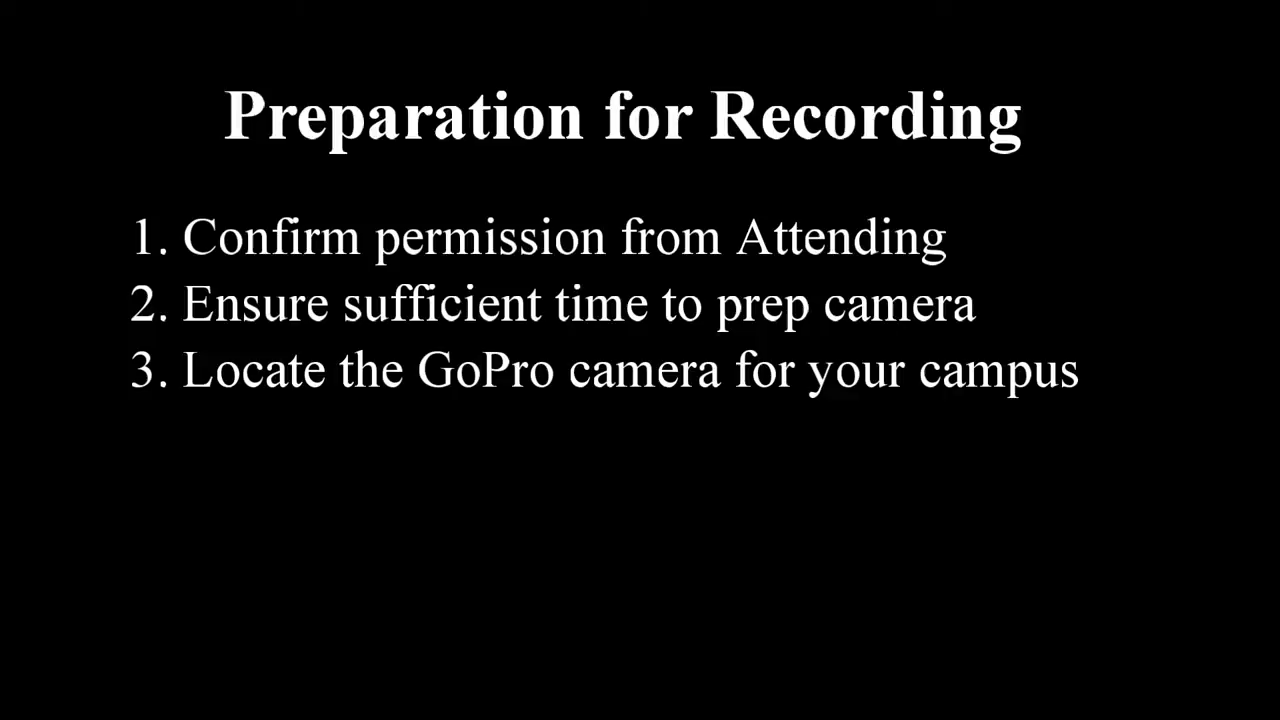 Preparation for Recording
1. Confirm permission from Attending
2. Ensure sufficient time to prep camera
3. Locate the GoPro camera for your campus